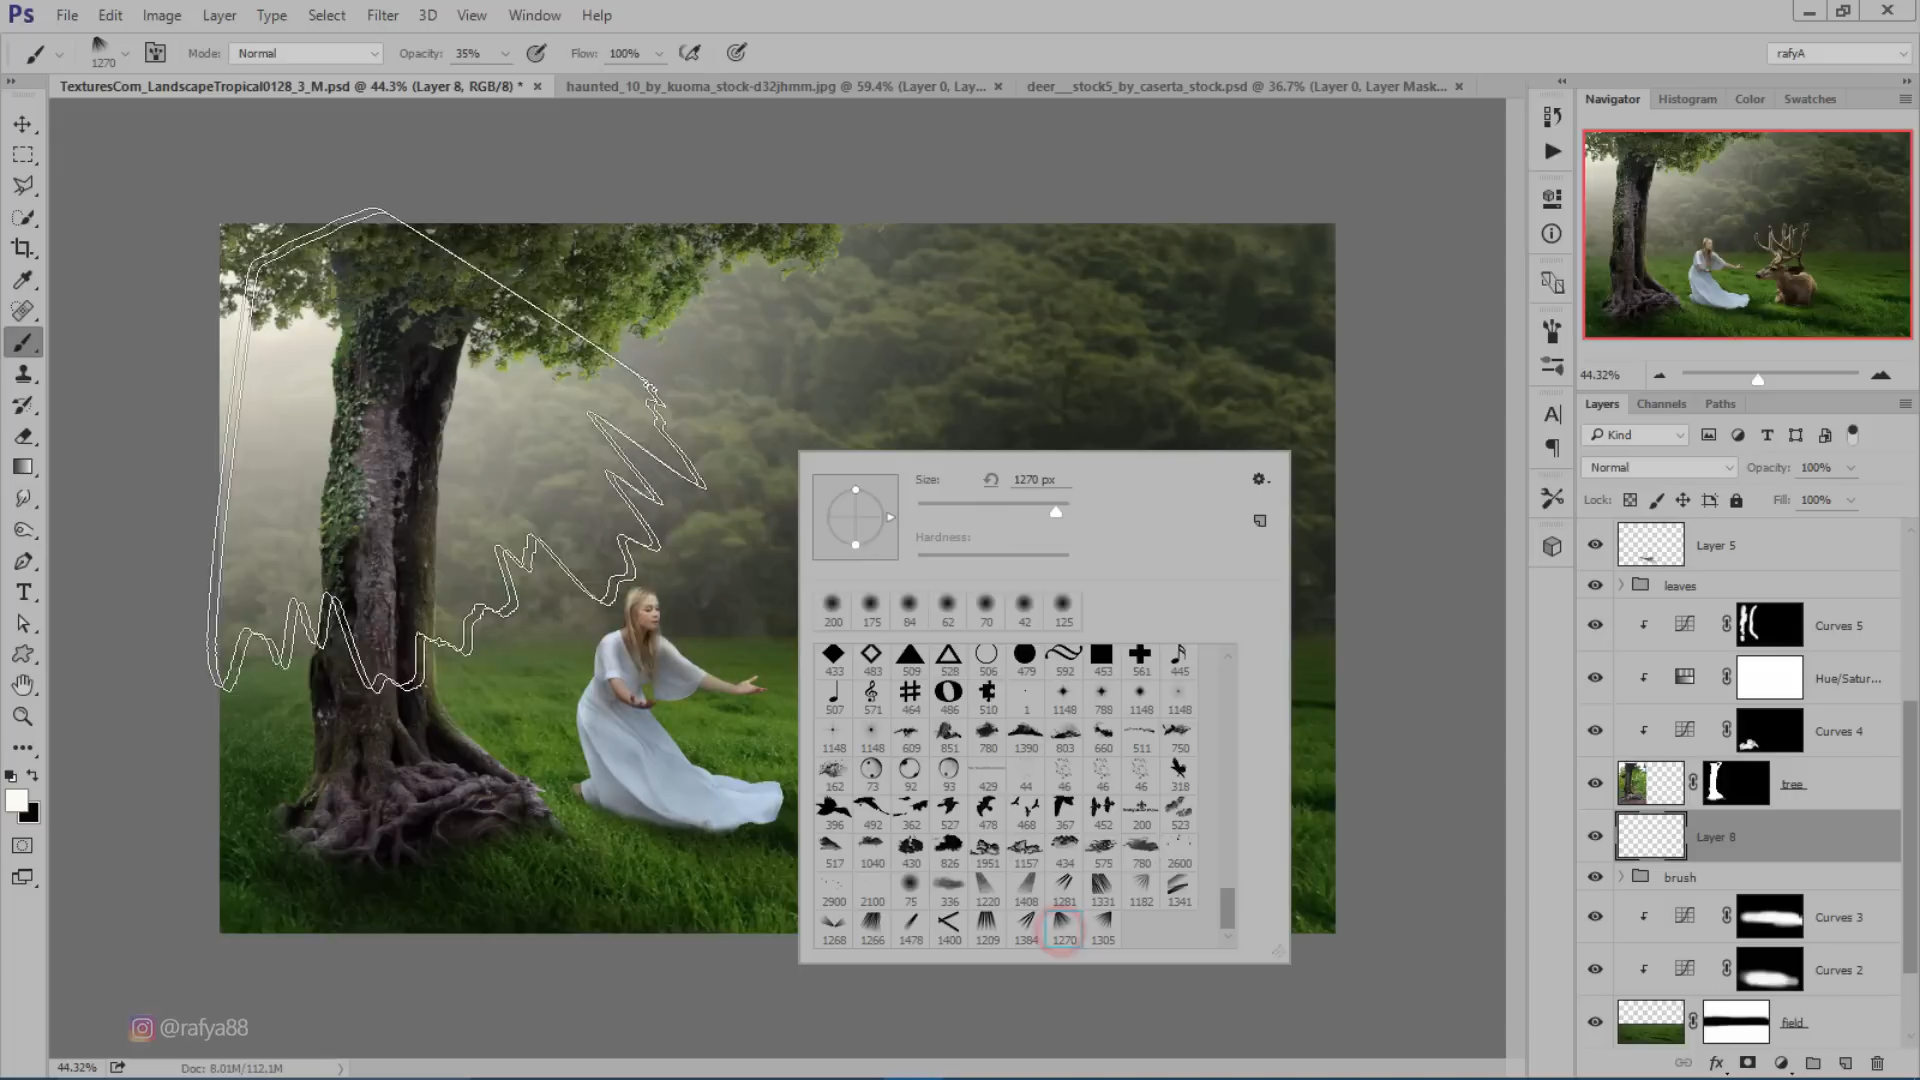 Ps File Edit Image Layer Type Select Filter 3D View Window Help
1270 Mode: Normal Opacity: 35% Flow: 100% rafyA
TexturesCom_LandscapeTropical0128_3_M.psd @ 44.3% (Layer 8, RGB/8) * × haunted_10_by_kuoma_stock-d32jhmm.jpg @ 59.4% (Layer 0, Lay... × deer__stock5_by_caserta_stock.psd @ 36.7% (Layer 0, Layer Mask... ×
Navigator Histogram Color Swatches
44.32%
Layers Channels Paths
Kind
Normal Opacity: 100%
Lock: Fill: 100%
Layer 5
leaves
Curves 5
Hue/Satur...
Curves 4
tree
Layer 8
brush
Curves 3
Curves 2
field
Size: 1270 px
Hardness:
200 175 84 62 70 42 125
433 483 509 528 506 479 592 453 561 445
507 571 464 486 510 1 1148 788 1148 1148
1148 1148 609 851 780 1390 803 660 511 750
162 73 92 93 429 44 46 46 46 318
396 492 362 527 478 468 367 452 200 523
517 1040 430 826 1951 1157 434 575 780 2600
2900 2100 75 336 1220 1408 1281 1331 1182 1341
1268 1266 1478 1400 1209 1384 1270 1305
@rafya88
44.32% Doc: 8.01M/112.1M